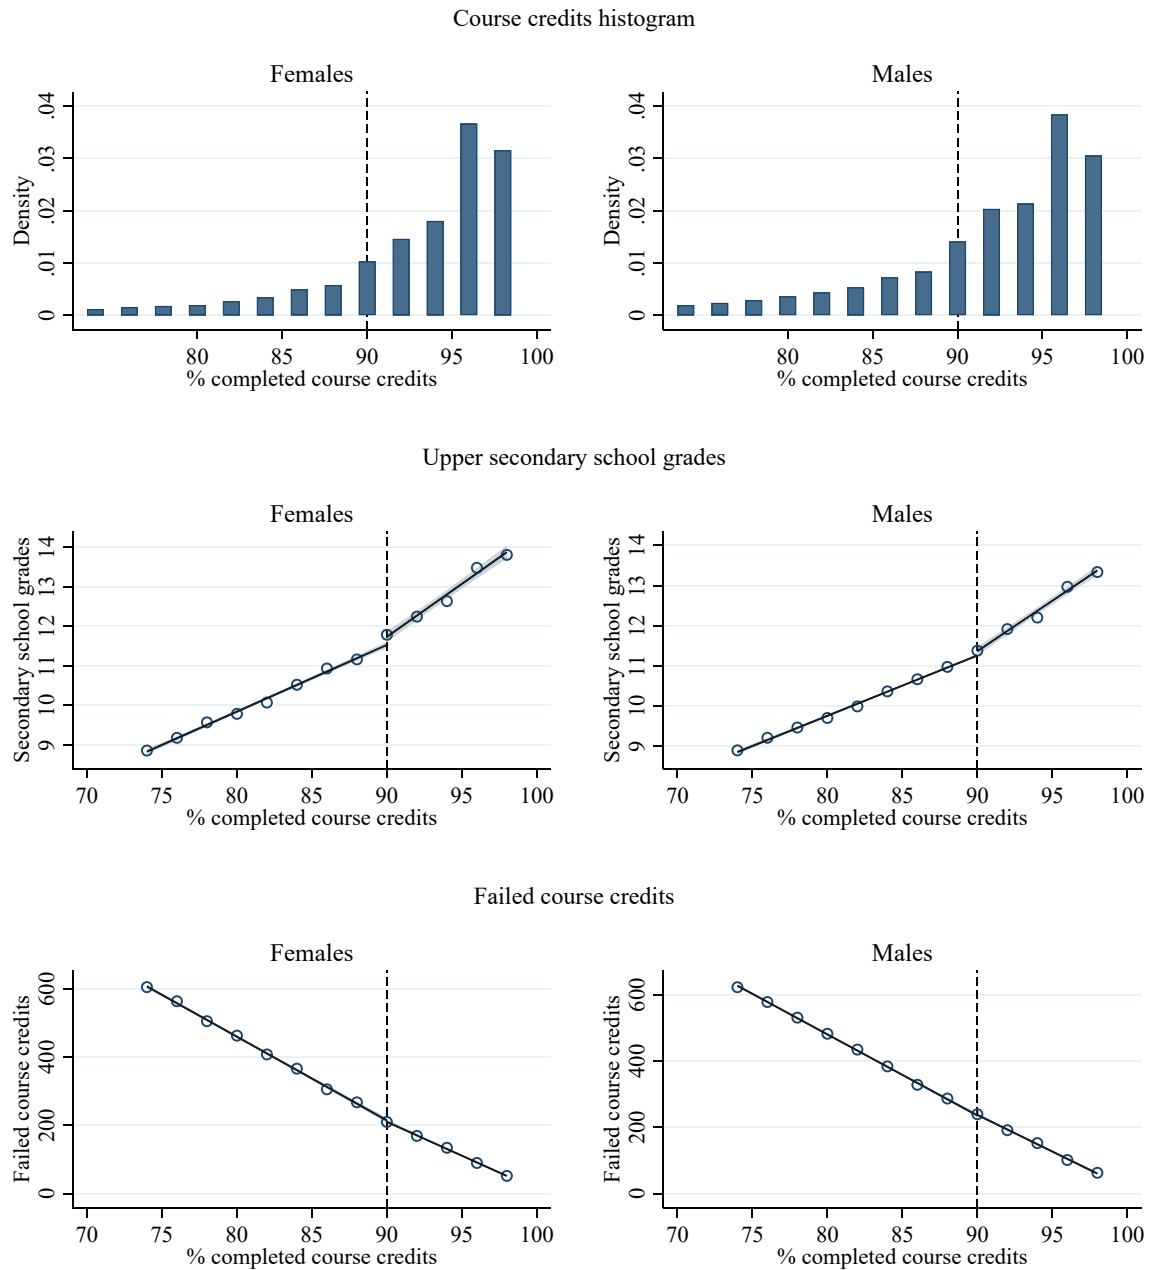 Course credits histogram
Females
Males
Density
.04
.03
.02
.01
0
80 85 90 95 100
% completed course credits
Density
.04
.03
.02
.01
0
80 85 90 95 100
% completed course credits
Upper secondary school grades
Females
Males
Secondary school grades
14
13
12
11
10
9
70 75 80 85 90 95 100
% completed course credits
Secondary school grades
14
13
12
11
10
9
70 75 80 85 90 95 100
% completed course credits
Failed course credits
Females
Males
Failed course credits
600
400
200
0
70 75 80 85 90 95 100
% completed course credits
Failed course credits
600
400
200
0
70 75 80 85 90 95 100
% completed course credits